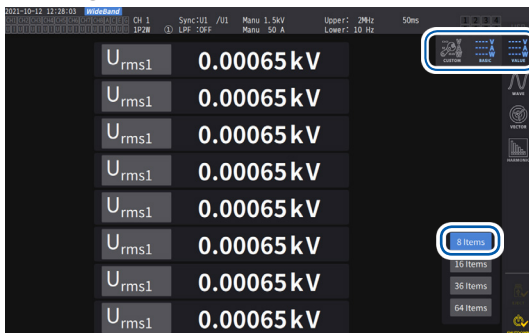 2021-10-12 12:28:03 WideBand
CH 1 Sync:U1 /U1 Manu 1.5kV Upper: 2MHz 50ms
1P2W ① LPF :OFF Manu 50 A Lower: 10 Hz
CUSTOM BASIC VALUE
WAVE
VECTOR
HARMONIC
Urms1 0.00065kV
Urms1 0.00065kV
Urms1 0.00065kV
Urms1 0.00065kV
Urms1 0.00065kV
Urms1 0.00065kV
Urms1 0.00065kV
Urms1 0.00065kV
8 Items
16 Items
36 Items
64 Items